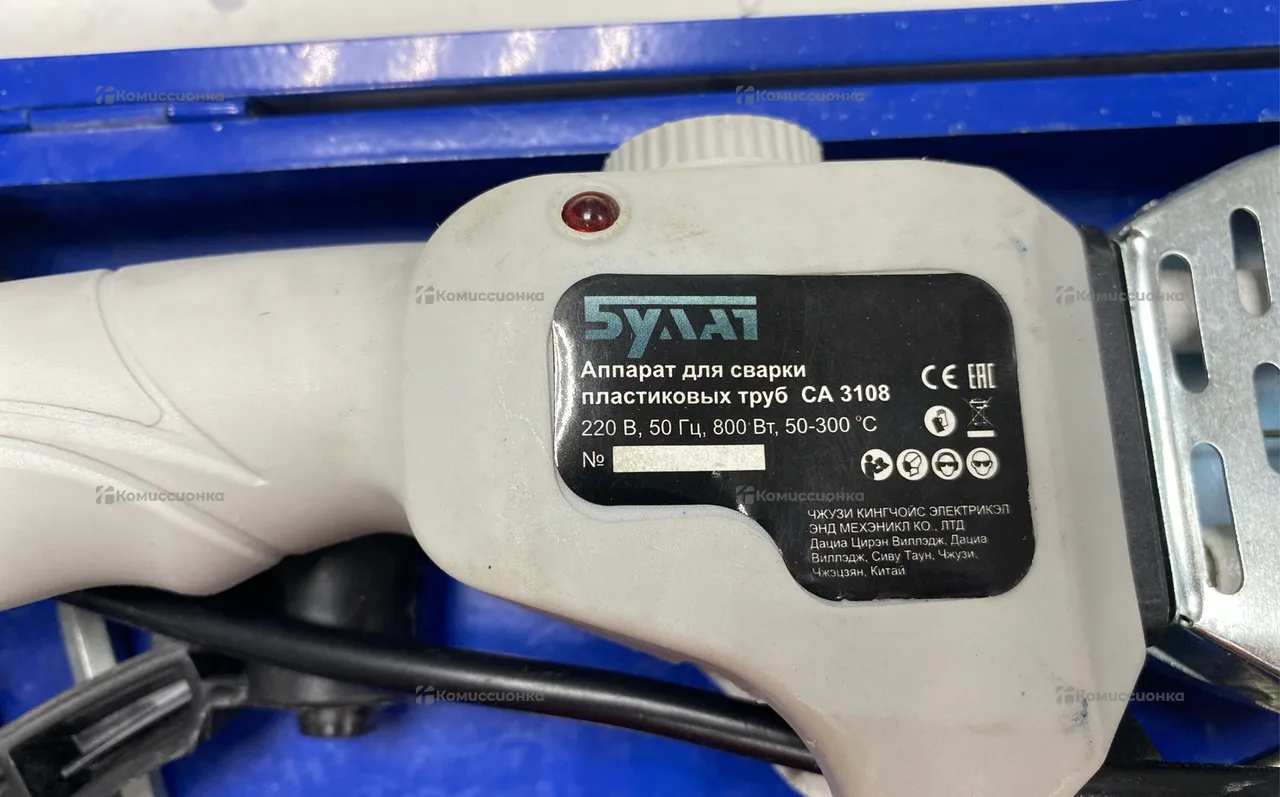 Комиссионка Комиссионка
Комиссионка Комиссионка
БУЛАТ
Аппарат для сварки
пластиковых труб СА 3108
220 В, 50 Гц, 800 Вт, 50-300 °С
№
CE EAC
ЧЖУЗИ КИНГЧОЙС ЭЛЕКТРИКЭЛ
ЭНД МЕХЭНИКЛ КО., ЛТД
Дациа Цирэн Виллэдж, Дациа
Виллэдж, Сиву Таун, Чжузи,
Чжэцзян, Китай
Комиссионка Комиссионка
Комиссионка Комиссионка